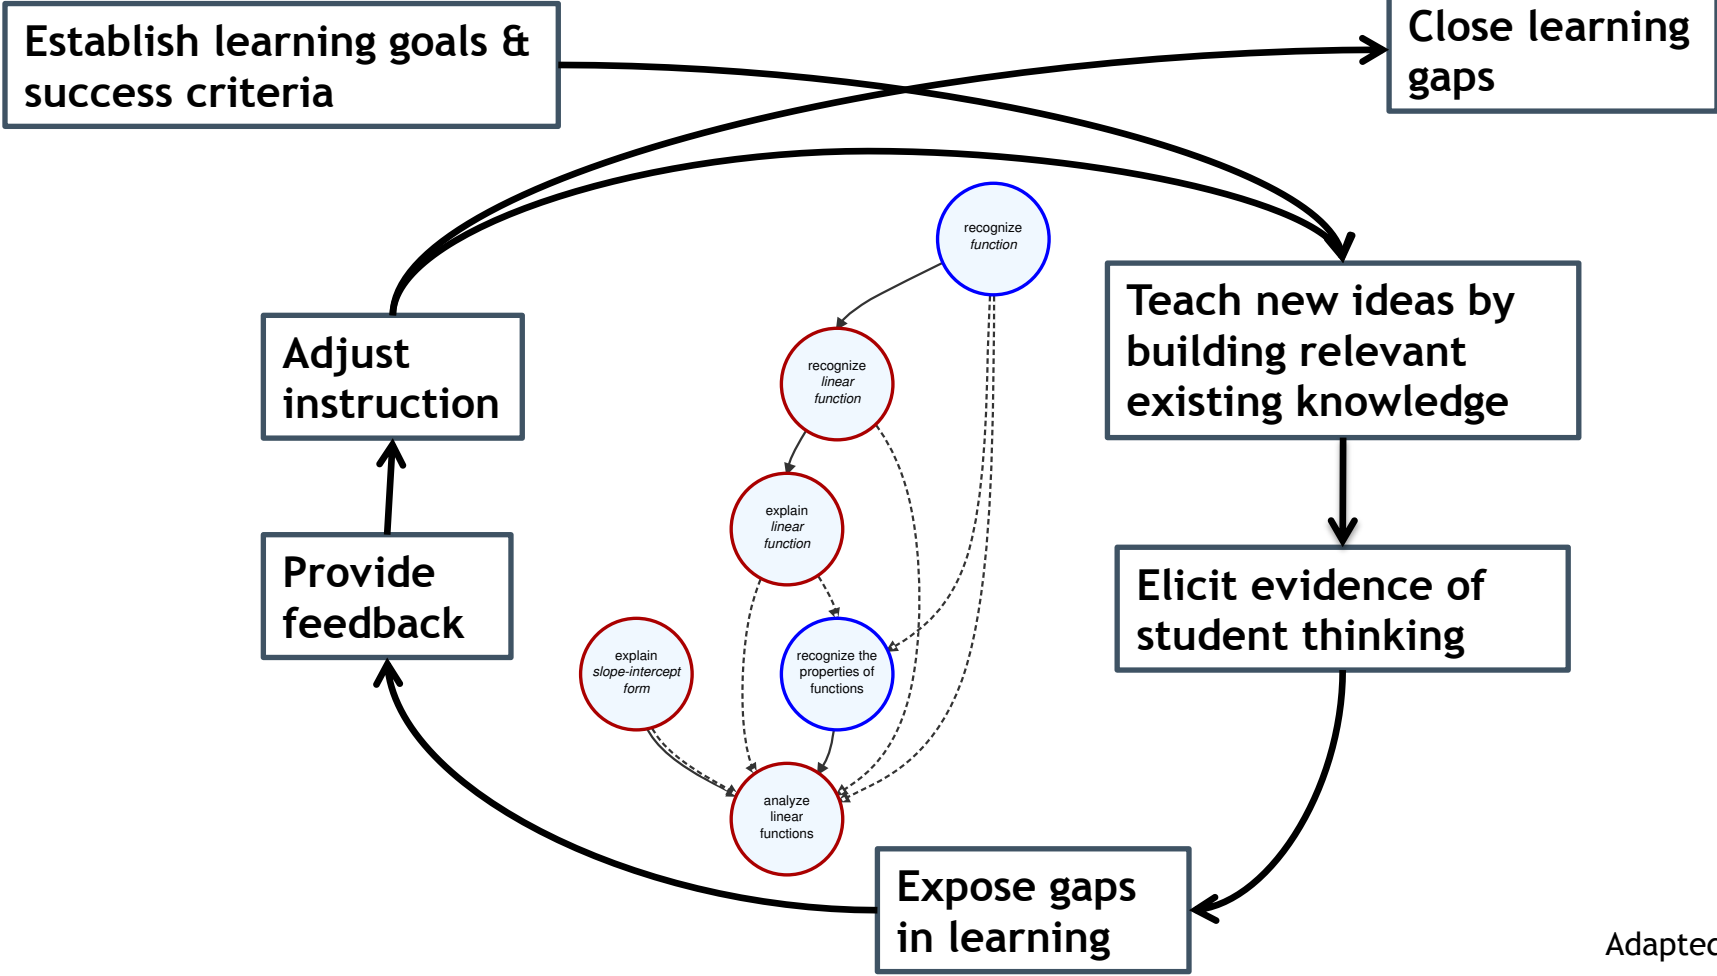 Establish learning goals &
success criteria
Close learning
gaps
recognize
function
Teach new ideas by
building relevant
existing knowledge
Adjust
instruction
recognize
linear
function
explain
linear
function
Provide
feedback
Elicit evidence of
student thinking
explain
slope-intercept
form
recognize the
properties of
functions
analyze
linear
functions
Expose gaps
in learning
Adapted